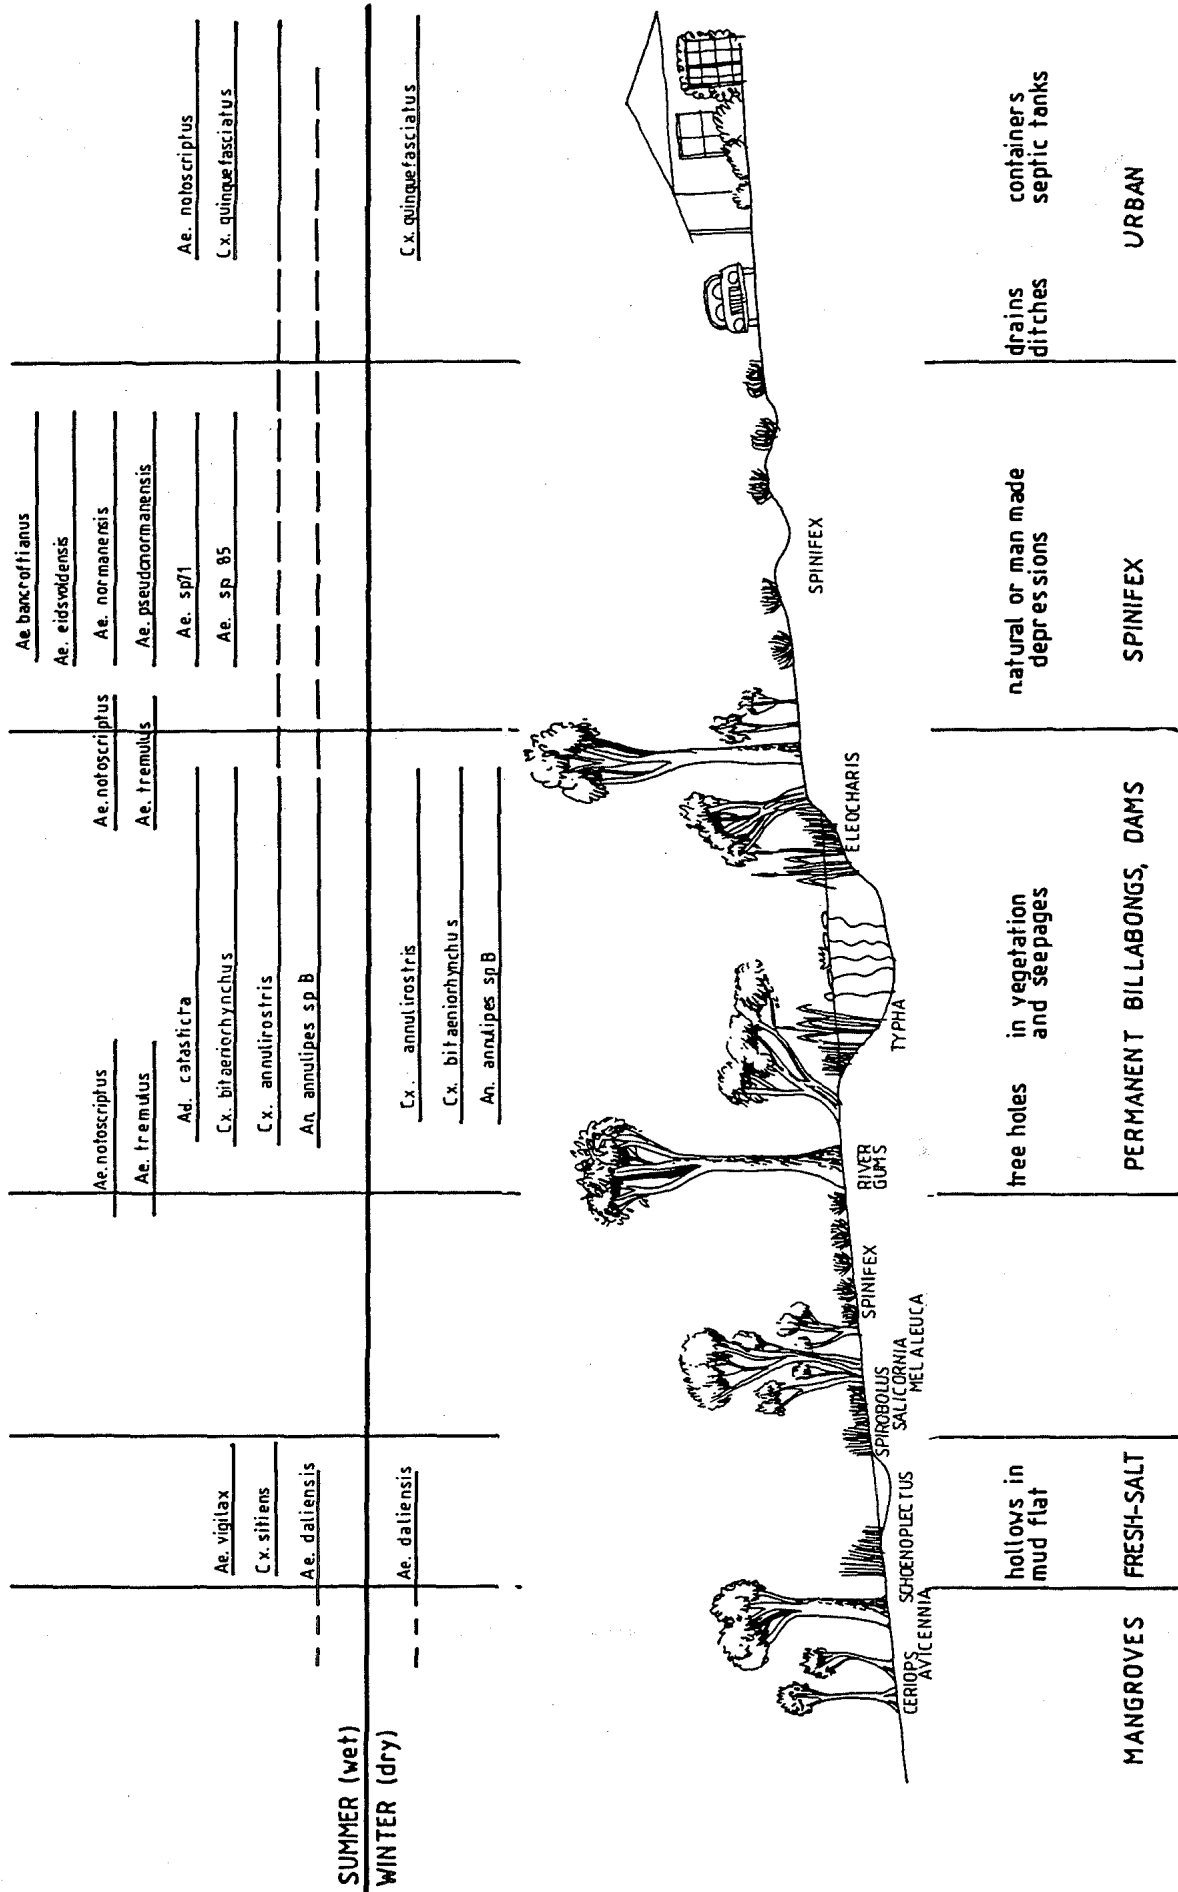 SUMMER (wet)
WINTER (dry)
Ae. vigilax
Cx. sitiens
Ae. daliensis
Ae. daliensis
Ae. notoscriptus
Ae. tremulus
Ad. catasticta
Cx. bitaeniorhynchus
Cx. annulirostris
An. annulipes sp B
Cx. annulirostris
Cx. bitaeniorhynchus
An. annulipes sp B
Ae. notoscriptus
Ae. tremulus
Ae. bancroftianus
Ae. eidsvoldensis
Ae. normanensis
Ae. pseudonormanensis
Ae. sp71
Ae. sp 85
Ae. notoscriptus
Cx. quinquefasciatus
Cx. quinquefasciatus
CERIOPS
AVICENNIA
SCHOENOPLECTUS
SPIROBOLUS
SALICORNIA
MELALEUCA
SPINIFEX
RIVER
GUMS
TYPHA
ELEOCHARIS
SPINIFEX
hollows in
mud flat
tree holes
in vegetation
and seepages
natural or man made
depressions
drains
ditches
containers
septic tanks
MANGROVES
FRESH-SALT
PERMANENT BILLABONGS, DAMS
SPINIFEX
URBAN